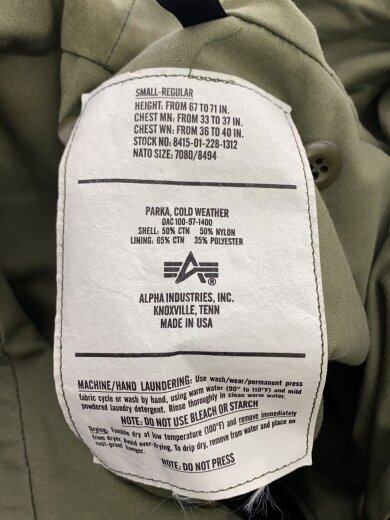 SMALL-REGULAR
HEIGHT: FROM 67 TO 71 IN.
CHEST MN: FROM 33 TO 37 IN.
CHEST WN: FROM 36 TO 40 IN.
STOCK NO: 8415-01-228-1312
NATO SIZE: 7080/8494
PARKA, COLD WEATHER
DAC100-97-1400
SHELL: 50% CTN 50% NYLON
LINING: 65% CTN 35% POLYESTER
®
ALPHA INDUSTRIES, INC.
KNOXVILLE, TENN
MADE IN USA
MACHINE/HAND LAUNDERING: Use wash/wear/permanent press
fabric cycle or wash by hand, using warm water (90° to 110°F) and mild
powdered laundry detergent. Rinse thoroughly in clean warm water.
NOTE: DO NOT USE BLEACH OR STARCH
Drying. Tumble dry at low temperature (100°F) and remove immediately
from dryer. Avoid over-drying. To drip dry, remove from water and place on
rust-proof hanger.
NOTE: DO NOT PRESS